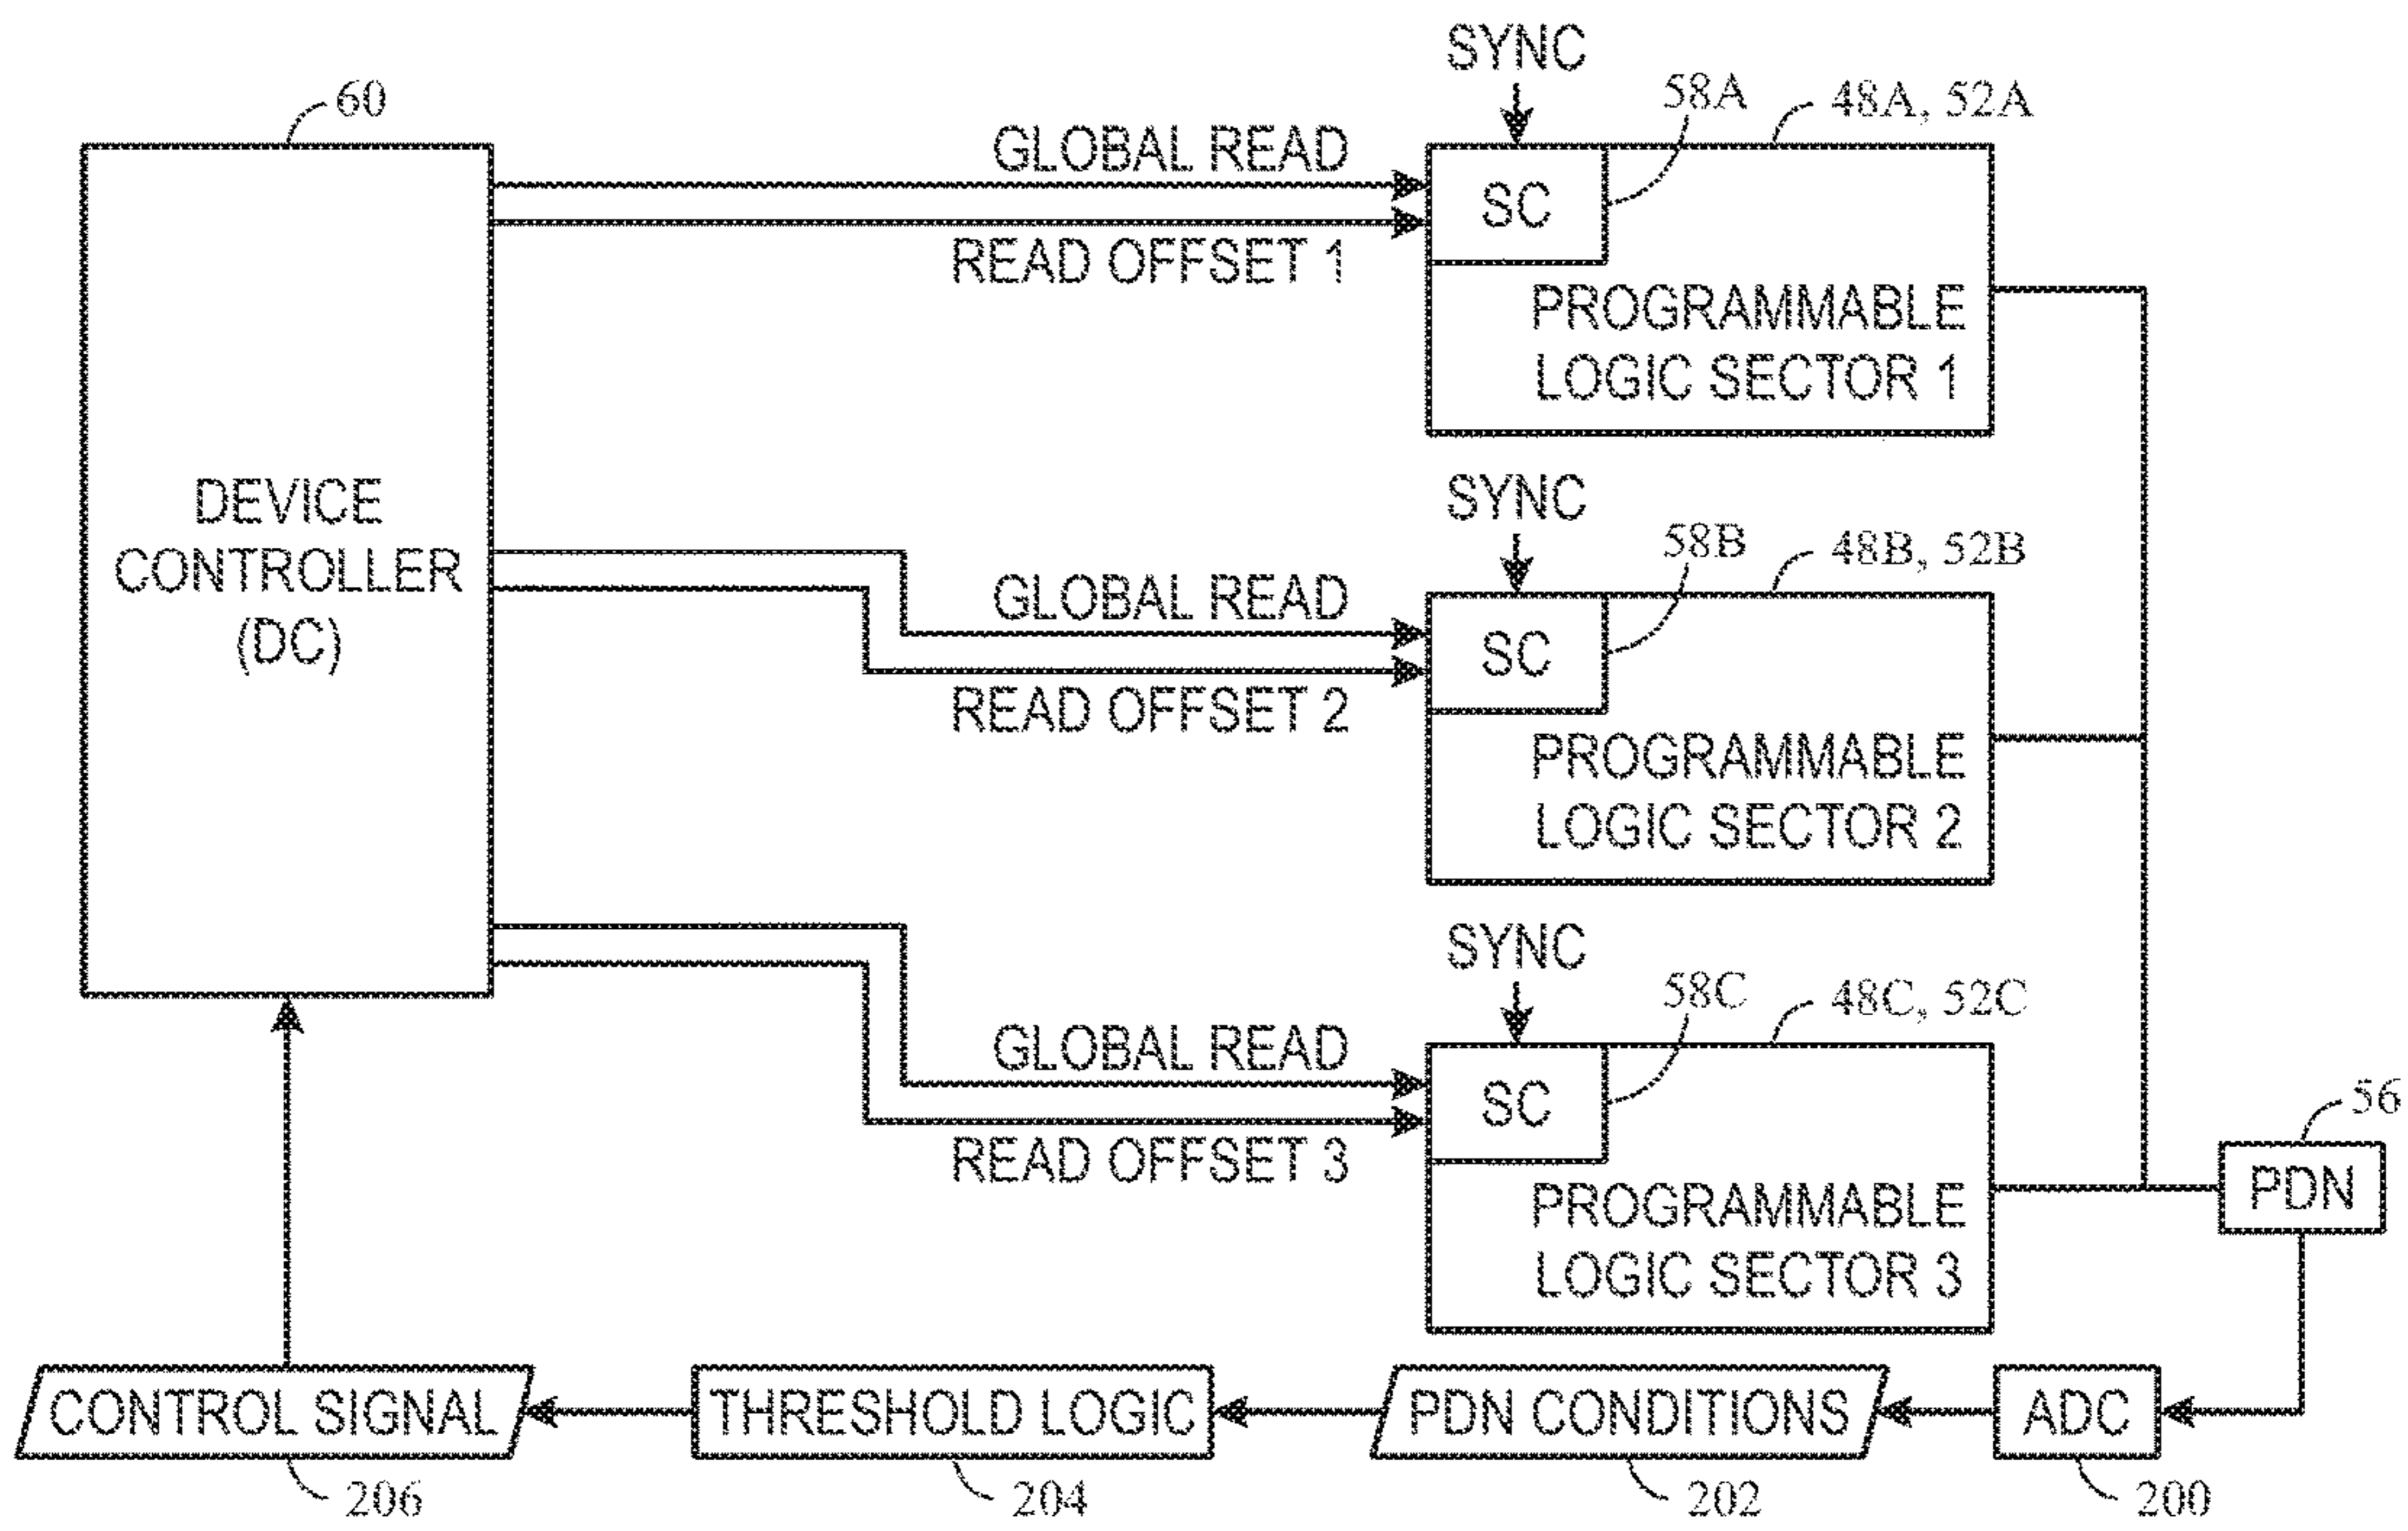 SYNC
60
58A
48A, 52A
GLOBAL READ
SC
READ OFFSET 1
PROGRAMMABLE
LOGIC SECTOR 1
DEVICE
CONTROLLER
(DC)
SYNC
58B
48B, 52B
GLOBAL READ
SC
READ OFFSET 2
PROGRAMMABLE
LOGIC SECTOR 2
SYNC
58C
48C, 52C
GLOBAL READ
SC
READ OFFSET 3
PROGRAMMABLE
LOGIC SECTOR 3
56
PDN
CONTROL SIGNAL
THRESHOLD LOGIC
PDN CONDITIONS
ADC
206
204
202
200